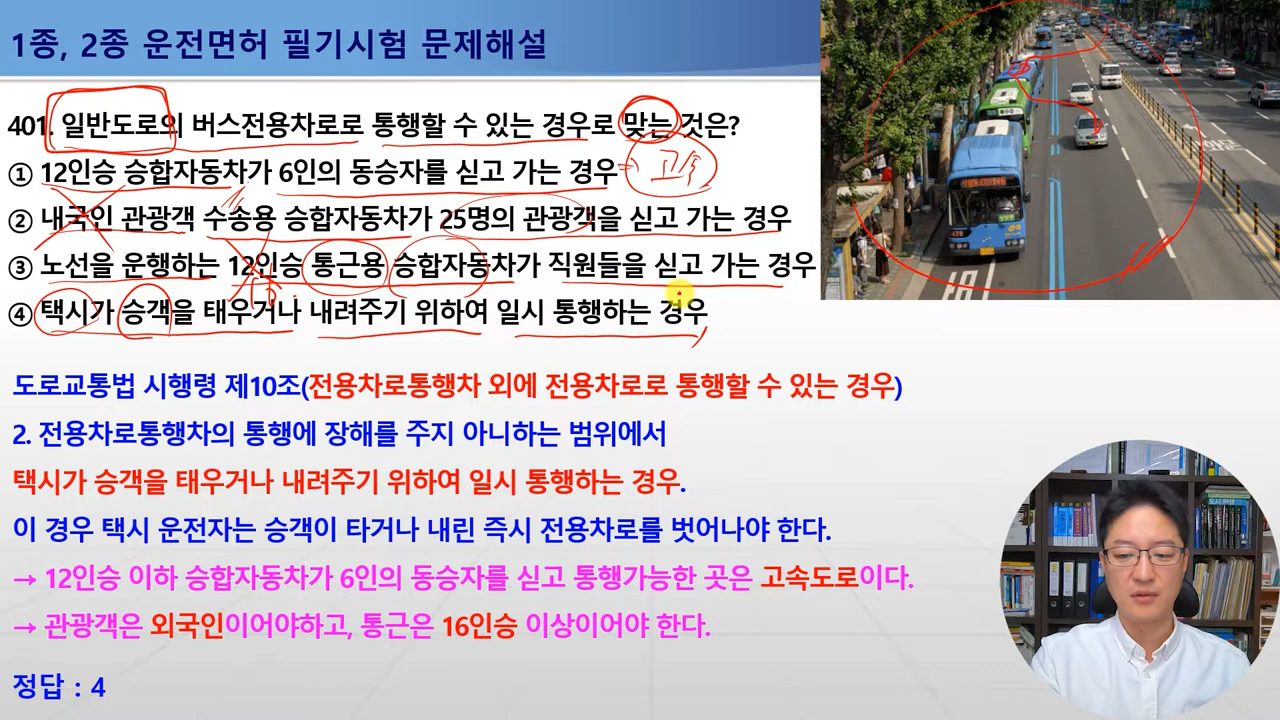 1종, 2종 운전면허 필기시험 문제해설
401. 일반도로의 버스전용차로로 통행할 수 있는 경우로 맞는 것은?
① 12인승 승합자동차가 6인의 동승자를 싣고 가는 경우
고속
② 내국인 관광객 수송용 승합자동차가 25명의 관광객을 싣고 가는 경우
③ 노선을 운행하는 12인승 통근용 승합자동차가 직원들을 싣고 가는 경우
④ 택시가 승객을 태우거나 내려주기 위하여 일시 통행하는 경우
도로교통법 시행령 제10조(전용차로통행차 외에 전용차로로 통행할 수 있는 경우)
2. 전용차로통행차의 통행에 장해를 주지 아니하는 범위에서
택시가 승객을 태우거나 내려주기 위하여 일시 통행하는 경우.
이 경우 택시 운전자는 승객이 타거나 내린 즉시 전용차로를 벗어나야 한다.
→ 12인승 이하 승합자동차가 6인의 동승자를 싣고 통행가능한 곳은 고속도로이다.
→ 관광객은 외국인이어야하고, 통근은 16인승 이상이어야 한다.
정답 : 4